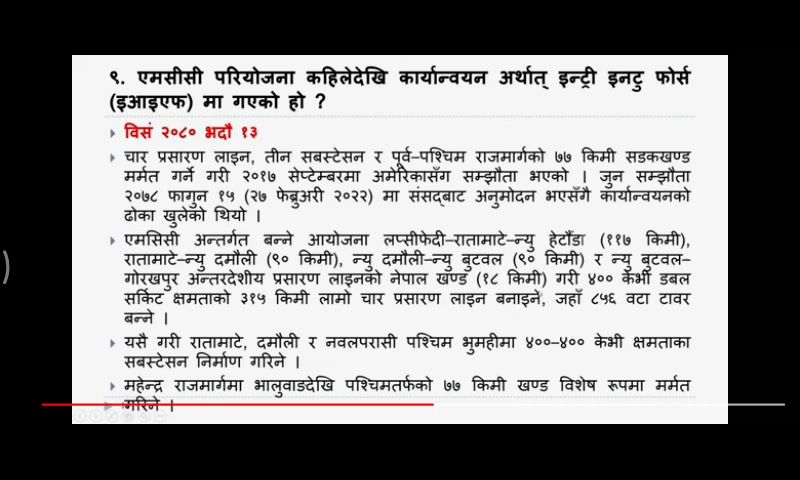 ९. एमसीसी परियोजना कहिलेदेखि कार्यान्वयन अर्थात् इन्ट्री इनटु फोर्स
(इआइएफ) मा गएको हो ?
विसं २०८० भदौ १३
चार प्रसारण लाइन, तीन सबस्टेसन र पूर्व–पश्चिम राजमार्गको ७७ किमी सडकखण्ड
मर्मत गर्ने गरी २०१७ सेप्टेम्बरमा अमेरिकासँग सम्झौता भएको । जुन सम्झौता
२०७८ फागुन १५ (२७ फेब्रुअरी २०२२) मा संसद्बाट अनुमोदन भएसँगै कार्यान्वयनको
ढोका खुलेको थियो ।
एमसिसी अन्तर्गत बन्ने आयोजना लप्सीफेदी–रातामाटे–न्यु हेटौंडा (११७ किमी),
रातामाटे–न्यु दमौली (९० किमी), न्यु दमौली–न्यु बुटवल (९० किमी) र न्यु बुटवल–
गोरखपुर अन्तरदेशीय प्रसारण लाइनको नेपाल खण्ड (१८ किमी) गरी ४०० केभी डबल
सर्किट क्षमताको ३१५ किमी लामो चार प्रसारण लाइन बनाइने, जहाँ ८५६ वटा टावर
बन्ने ।
यसै गरी रातामाटे, दमौली र नवलपरासी पश्चिम भुमहीमा ४००–४०० केभी क्षमताका
सबस्टेसन निर्माण गरिने ।
महेन्द्र राजमार्गमा भालुवाङदेखि पश्चिमतर्फको ७७ किमी खण्ड विशेष रूपमा मर्मत
गरिने ।